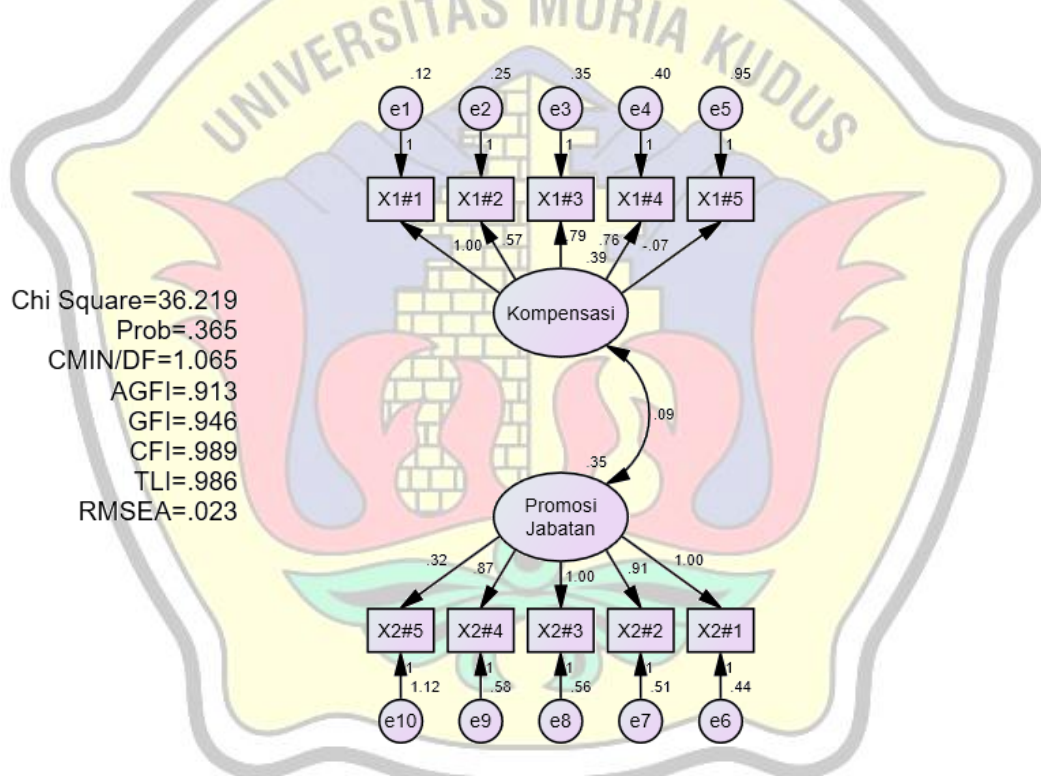 UNIVERSITAS MURIA KUDUS
.12 .25 .35 .40 .95
e1 e2 e3 e4 e5
1 1 1 1 1
X1#1 X1#2 X1#3 X1#4 X1#5
1.00 .57 .79 .76 -.07
.39
Kompensasi
Chi Square=36.219
Prob=.365
CMIN/DF=1.065
AGFI=.913
GFI=.946
CFI=.989
TLI=.986
RMSEA=.023
.09
.35
Promosi
Jabatan
.32 .87 1.00 .91 1.00
X2#5 X2#4 X2#3 X2#2 X2#1
1 1 1 1 1
1.12 .58 .56 .51 .44
e10 e9 e8 e7 e6